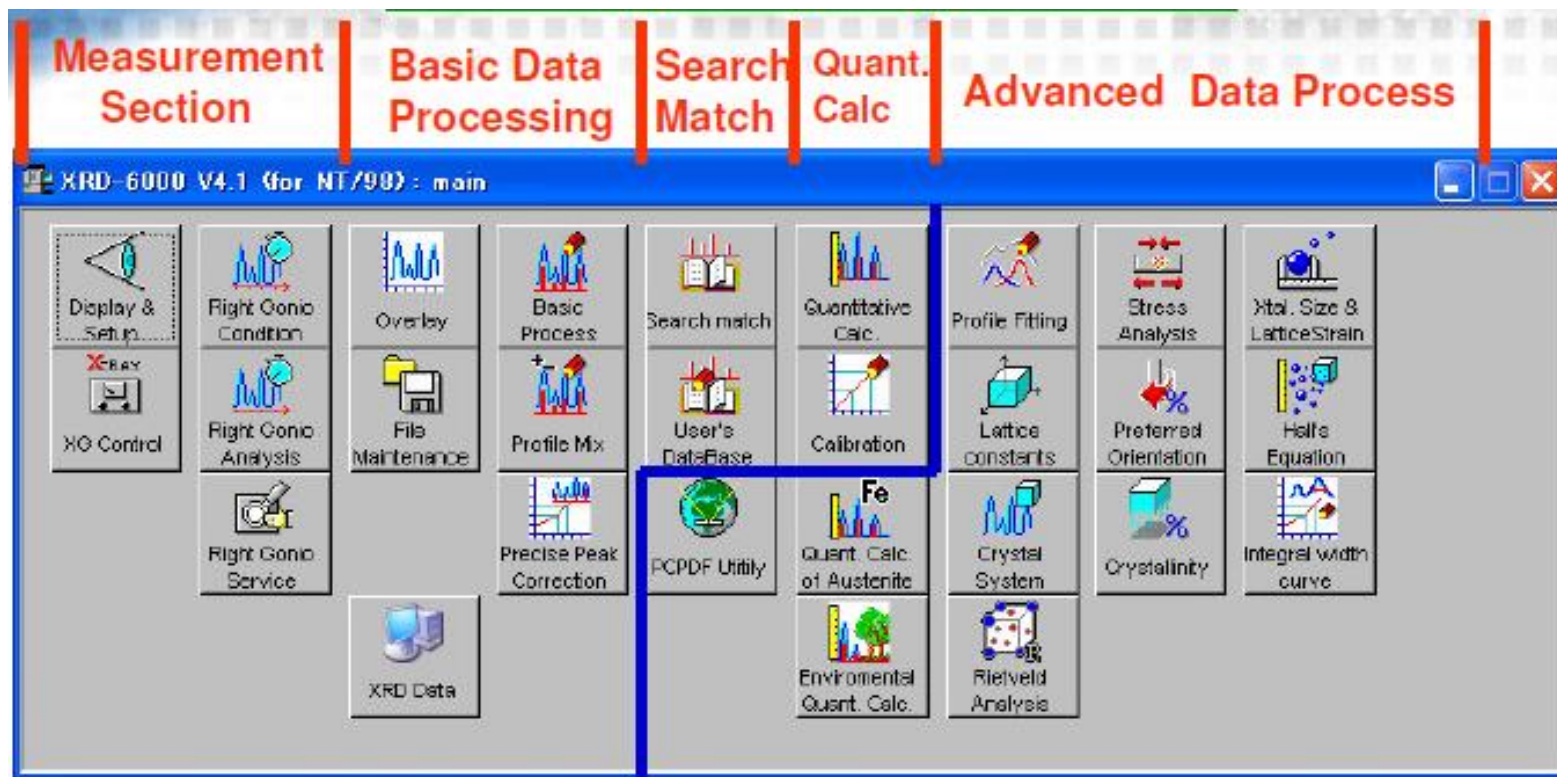 Measurement
Section
Basic Data
Processing
Search
Match
Quant.
Calc
Advanced Data Process
XRD-6000 V4.1 (for NT/98) : main
Display &
Setup
Right Gonio
Condition
Overlay
Basic
Process
Search match
Quantitative
Calc.
Profile Fitting
Stress
Analysis
Xtal. Size &
LatticeStrain
X-RAY
XG Control
Right Gonio
Analysis
File
Maintenance
+-
Profile Mix
User's
DataBase
Calibration
Lattice
constants
Preferred
Orientation
%
Hall's
Equation
Right Gonio
Service
Precise Peak
Correction
PCPDF Utitily
Fe
Quant. Calc.
of Austenite
Crystal
System
%
Crystallinity
Integral width
curve
XRD Data
Enviromental
Quant. Calc.
R
Rietveld
Analysis